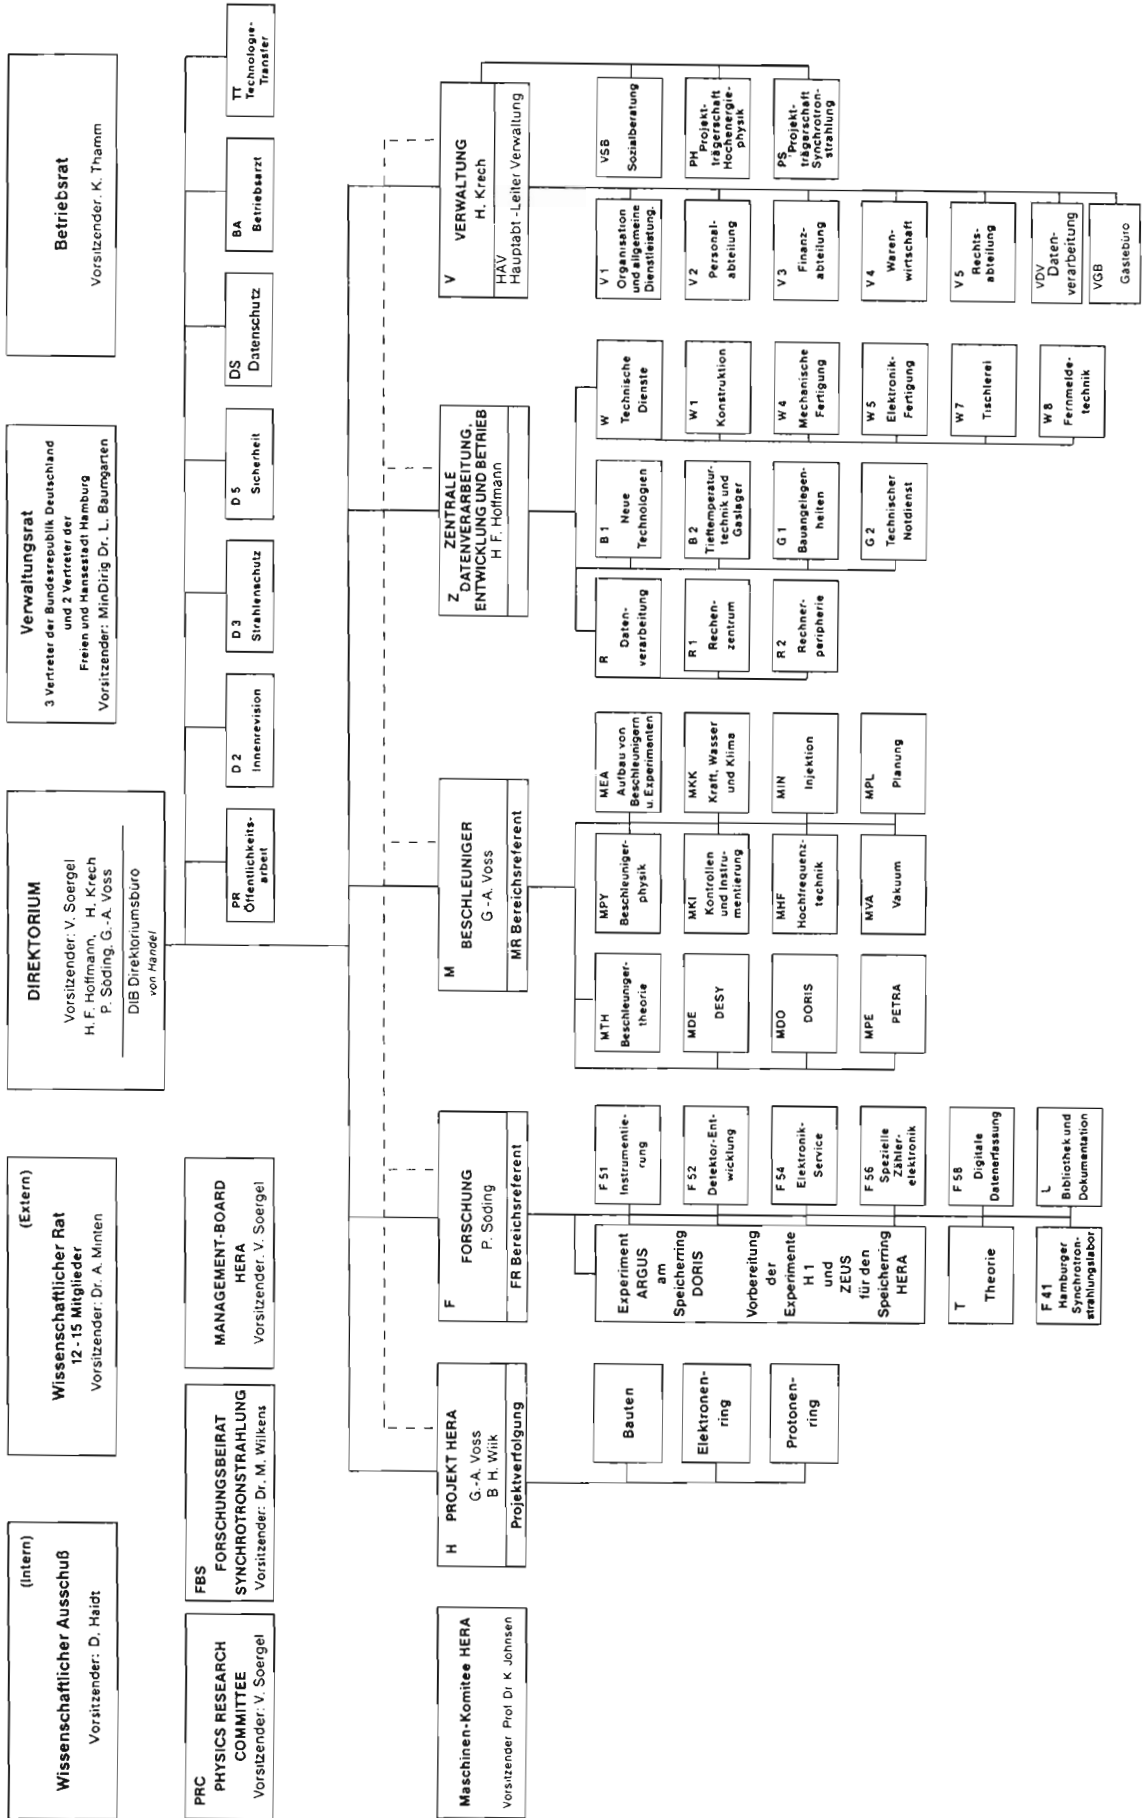 (Intern)
Wissenschaftlicher Ausschuß
Vorsitzender: D. Haidt
(Extern)
Wissenschaftlicher Rat
12 - 15 Mitglieder
Vorsitzender: Dr. A. Minten
DIREKTORIUM
Vorsitzender: V. Soergel
H. F. Hoffmann, H. Krech
P. Söding, G.-A. Voss
DIB Direktoriumsbüro
von Handel
Verwaltungsrat
3 Vertreter der Bundesrepublik Deutschland
und 2 Vertreter der
Freien und Hansestadt Hamburg
Vorsitzender: MinDirig Dr. L. Baumgarten
Betriebsrat
Vorsitzender. K. Thamm
PRC
PHYSICS RESEARCH
COMMITTEE
Vorsitzender: V. Soergel
FBS
FORSCHUNGSBEIRAT
SYNCHROTRONSTRAHLUNG
Vorsitzender: Dr. M. Wilkens
MANAGEMENT-BOARD
HERA
Vorsitzender. V. Soergel
PR
Öffentlichkeits-
arbeit
D 2
Innenrevision
D 3
Strahlenschutz
D 5
Sicherheit
DS
Datenschutz
BA
Betriebsarzt
TT
Technologie-
Transfer
Maschinen-Komitee HERA
Vorsitzender Prof Dr K Johnsen
H PROJEKT HERA
G.-A. Voss
B H. Wiik
Projektverfolgung
Bauten
Elektronen-
ring
Protonen-
ring
F FORSCHUNG
P. Söding
FR Bereichsreferent
Experiment
ARGUS
am
Speicherring
DORIS
Vorbereitung
der
Experimente
H 1
und
ZEUS
für den
Speicherring
HERA
T
Theorie
F 41
Hamburger
Synchrotron-
strahlungslabor
F 51
Instrumentie-
rung
F 52
Detektor-Ent-
wicklung
F 54
Elektronik-
Service
F 56
Spezielle
Zähler-
elektronik
F 58
Digitale
Datenerfassung
L
Bibliothek und
Dokumentation
M BESCHLEUNIGER
G -A. Voss
MR Bereichsreferent
MTH
Beschleuniger-
theorie
MDE
DESY
MDO
DORIS
MPE
PETRA
MPY
Beschleuniger-
physik
MKI
Kontrollen
und Instru-
mentierung
MHF
Hochfrequenz-
technik
MVA
Vakuum
MEA
Aufbau von
Beschleunigern
u. Experimenten
MKK
Kraft, Wasser
und Klima
MIN
Injektion
MPL
Planung
Z ZENTRALE
DATENVERARBEITUNG,
ENTWICKLUNG UND BETRIEB
H F. Hoffmann
R
Daten-
verarbeitung
R 1
Rechen-
zentrum
R 2
Rechner-
peripherie
B 1
Neue
Technologien
B 2
Tieftemperatur-
technik und
Gaslager
G 1
Bauangelegen-
heiten
G 2
Technischer
Notdienst
W
Technische
Dienste
W 1
Konstruktion
W 4
Mechanische
Fertigung
W 5
Elektronik-
Fertigung
W 7
Tischlerei
W 8
Fernmelde-
technik
V VERWALTUNG
H. Krech
HAV
Hauptabt -Leiter Verwaltung
V 1
Organisation
und allgemeine
Dienstleistung.
V 2
Personal-
abteilung
V 3
Finanz-
abteilung
V 4
Waren-
wirtschaft
V 5
Rechts-
abteilung
VDV
Daten-
verarbeitung
VGB
Gästebüro
VSB
Sozialberatung
PH
Projekt-
trägerschaft
Hochenergie-
physik
PS
Projekt-
trägerschaft
Synchrotron-
strahlung